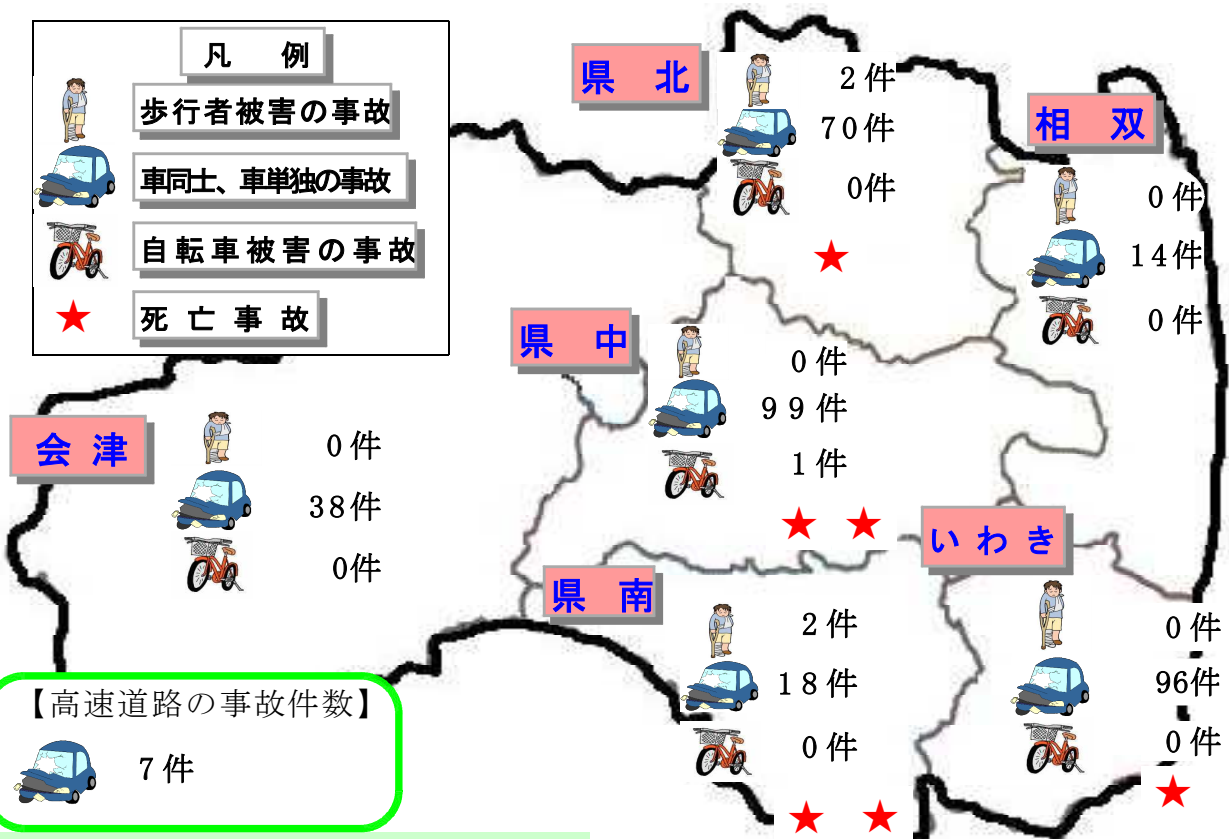 凡 例
歩行者被害の事故
車同士、車単独の事故
自転車被害の事故
死亡事故
県 北
2件
70件
0件
相 双
0件
14件
0件
県 中
0件
99件
1件
会 津
0件
38件
0件
県 南
2件
18件
0件
いわき
0件
96件
0件
【高速道路の事故件数】
7件